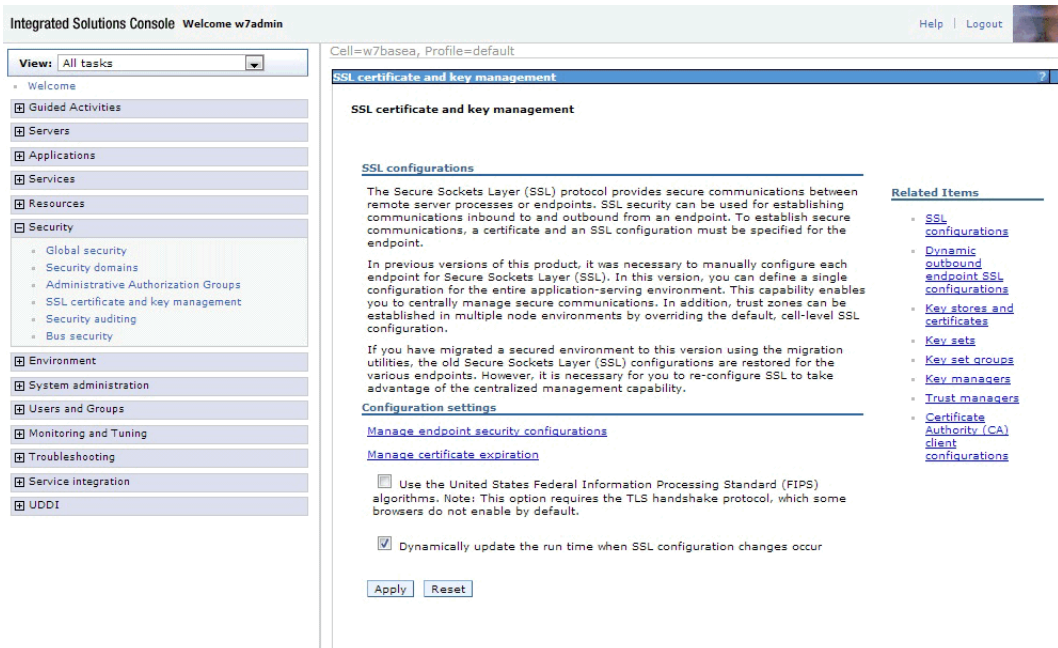 Integrated Solutions Console Welcome w7admin
Help | Logout
View: All tasks
Welcome
Guided Activities
Servers
Applications
Services
Resources
Security
Global security
Security domains
Administrative Authorization Groups
SSL certificate and key management
Security auditing
Bus security
Environment
System administration
Users and Groups
Monitoring and Tuning
Troubleshooting
Service integration
UDDI
Cell=w7basea, Profile=default
SSL certificate and key management ?
SSL certificate and key management
SSL configurations
The Secure Sockets Layer (SSL) protocol provides secure communications between
remote server processes or endpoints. SSL security can be used for establishing
communications inbound to and outbound from an endpoint. To establish secure
communications, a certificate and an SSL configuration must be specified for the
endpoint.
In previous versions of this product, it was necessary to manually configure each
endpoint for Secure Sockets Layer (SSL). In this version, you can define a single
configuration for the entire application-serving environment. This capability enables
you to centrally manage secure communications. In addition, trust zones can be
established in multiple node environments by overriding the default, cell-level SSL
configuration.
If you have migrated a secured environment to this version using the migration
utilities, the old Secure Sockets Layer (SSL) configurations are restored for the
various endpoints. However, it is necessary for you to re-configure SSL to take
advantage of the centralized management capability.
Configuration settings
Manage endpoint security configurations
Manage certificate expiration
Use the United States Federal Information Processing Standard (FIPS)
algorithms. Note: This option requires the TLS handshake protocol, which some
browsers do not enable by default.
Dynamically update the run time when SSL configuration changes occur
Apply Reset
Related Items
SSL
configurations
Dynamic
outbound
endpoint SSL
configurations
Key stores and
certificates
Key sets
Key set groups
Key managers
Trust managers
Certificate
Authority (CA)
client
configurations